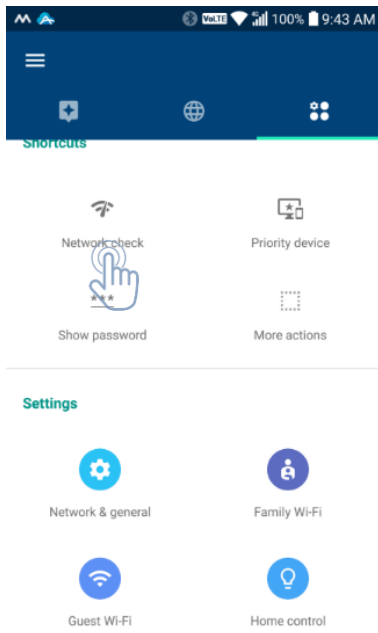 VoLTE 100% 9:43 AM
Shortcuts
Network check Priority device
***
Show password More actions
Settings
Network & general Family Wi-Fi
Guest Wi-Fi Home control